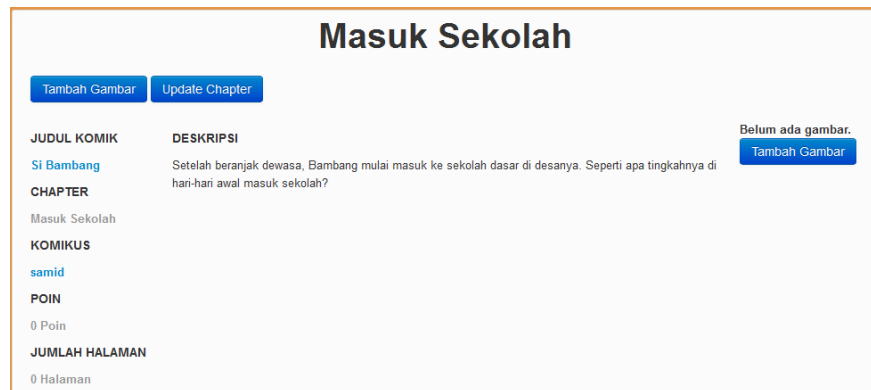 Masuk Sekolah
Tambah Gambar
Update Chapter
JUDUL KOMIK
Si Bambang
CHAPTER
Masuk Sekolah
KOMIKUS
samid
POIN
0 Poin
JUMLAH HALAMAN
0 Halaman
DESKRIPSI
Setelah beranjak dewasa, Bambang mulai masuk ke sekolah dasar di desanya. Seperti apa tingkahnya di
hari-hari awal masuk sekolah?
Belum ada gambar.
Tambah Gambar